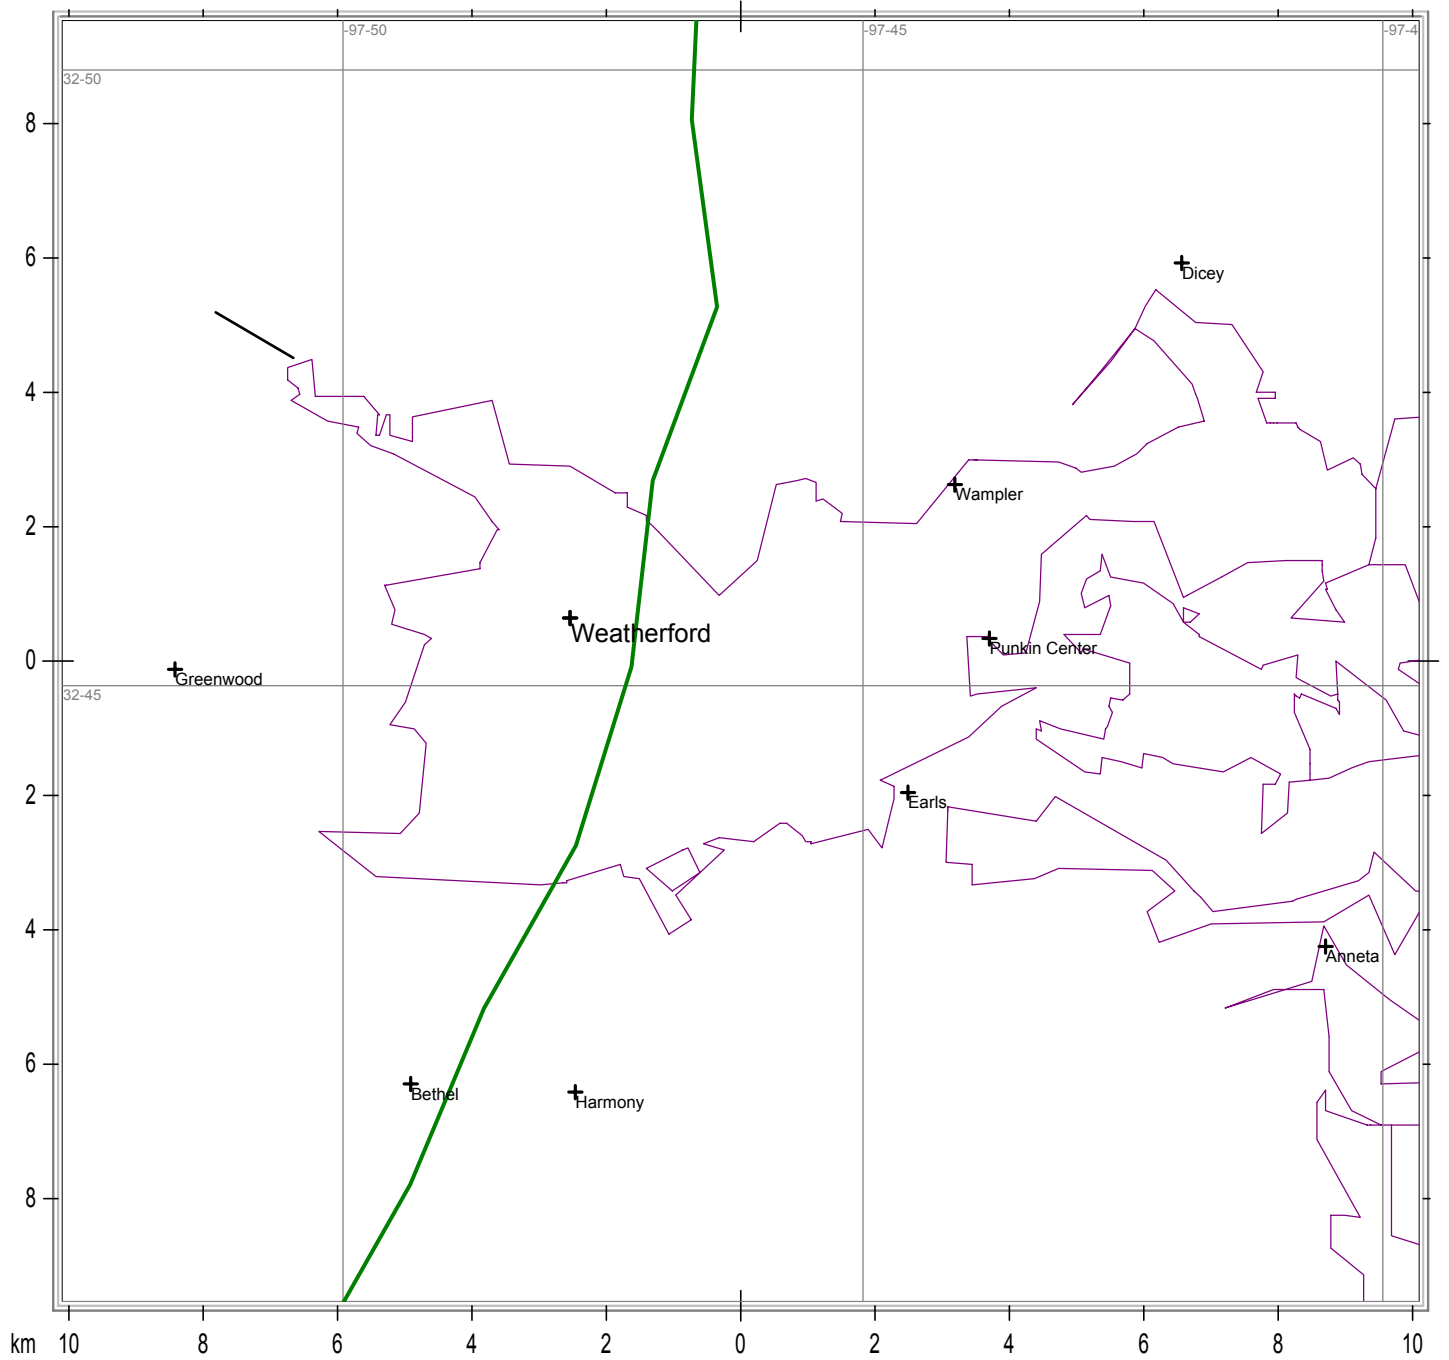 -97-50
-97-45
-97-4
32-50
8
Dicey
6
4
Wampler
2
Weatherford
Punkin Center
0
Greenwood
32-45
2
Earls
4
Anneta
6
Bethel
Harmony
8
km 10 8 6 4 2 0 2 4 6 8 10